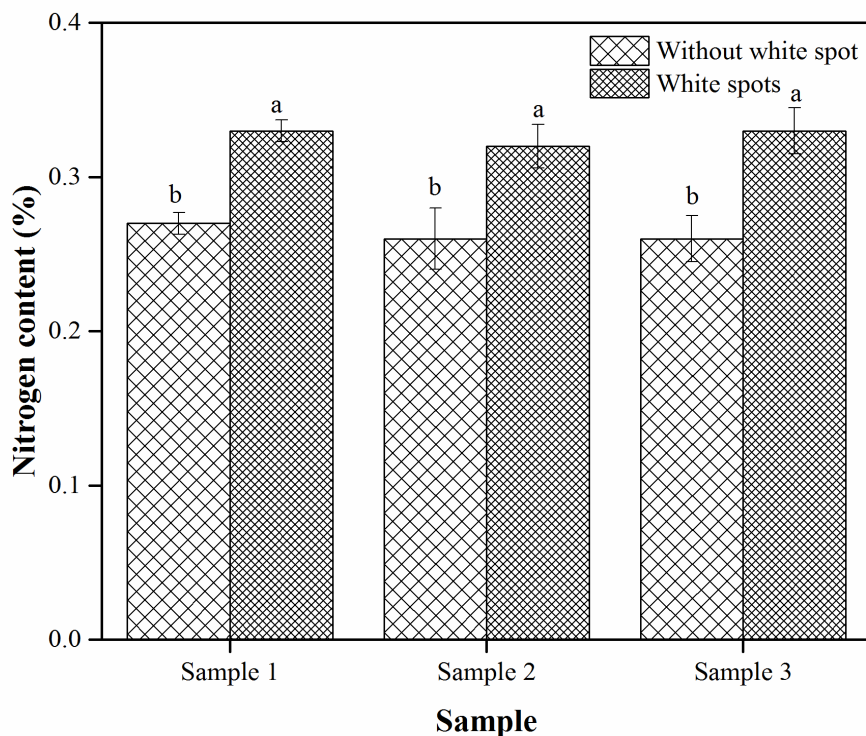 0.4
Without white spot
White spots
a
a
a
0.3
b
b
b
0.2
0.1
0.0
Nitrogen content (%)
Sample 1
Sample 2
Sample 3
Sample